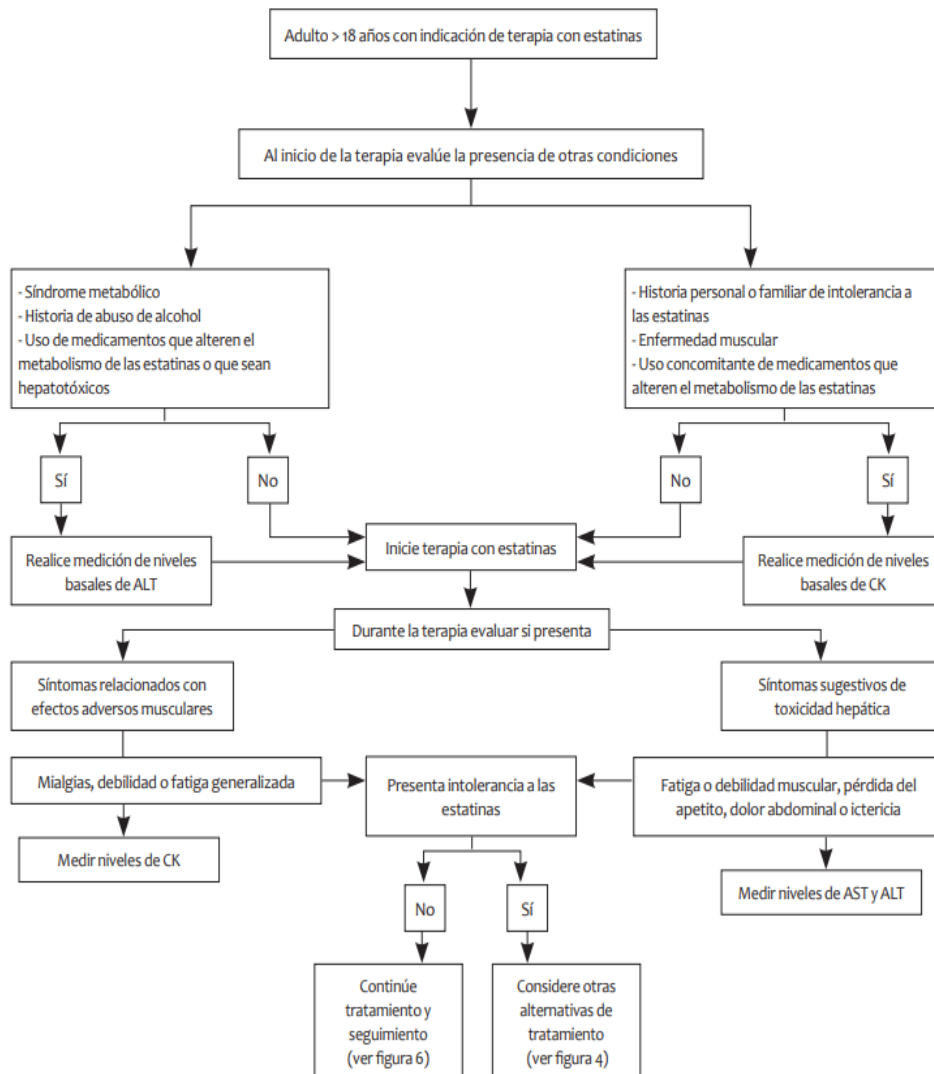 Adulto > 18 años con indicación de terapia con estatinas
Al inicio de la terapia evalúe la presencia de otras condiciones
- Síndrome metabólico
- Historia de abuso de alcohol
- Uso de medicamentos que alteren el
metabolismo de las estatinas o que sean
hepatotóxicos
- Historia personal o familiar de intolerancia a
las estatinas
- Enfermedad muscular
- Uso concomitante de medicamentos que
alteren el metabolismo de las estatinas
Sí
No
No
Sí
Realice medición de niveles
basales de ALT
Inicie terapia con estatinas
Realice medición de niveles
basales de CK
Durante la terapia evaluar si presenta
Síntomas relacionados con
efectos adversos musculares
Síntomas sugestivos de
toxicidad hepática
Mialgias, debilidad o fatiga generalizada
Presenta intolerancia a las
estatinas
Fatiga o debilidad muscular, pérdida del
apetito, dolor abdominal o ictericia
Medir niveles de CK
Medir niveles de AST y ALT
No
Sí
Continúe
tratamiento y
seguimiento
(ver figura 6)
Considere otras
alternativas de
tratamiento
(ver figura 4)